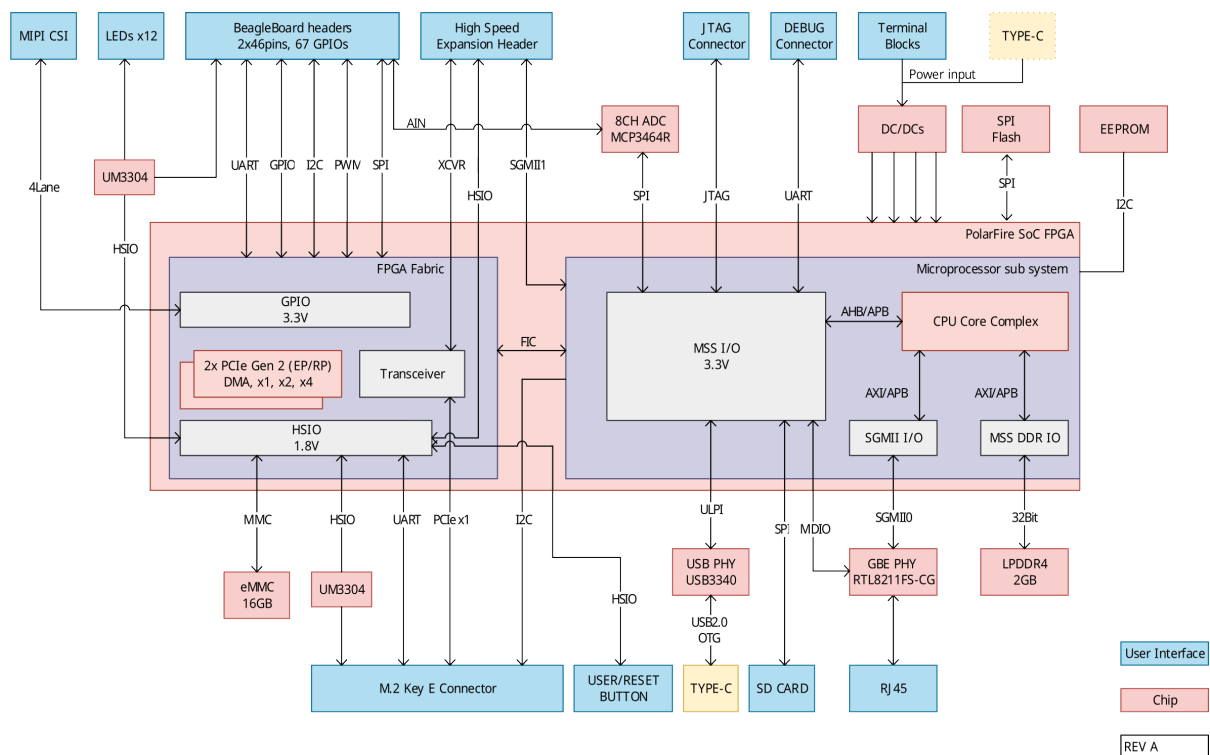 MIPI CSI
LEDs x12
BeagleBoard headers
2x46pins, 67 GPIOs
High Speed
Expansion Header
JTAG
Connector
DEBUG
Connector
Terminal
Blocks
TYPE-C
Power input
AIN
8CH ADC
MCP3464R
DC/DCs
SPI
Flash
EEPROM
UM3304
4Lane
UART
GPIO
I2C
PWM
SPI
XCVR
HSIO
SGMII1
SPI
JTAG
UART
SPI
I2C
HSIO
PolarFire SoC FPGA
FPGA Fabric
Microprocessor sub system
GPIO
3.3V
AHB/APB
CPU Core Complex
FIC
MSS I/O
3.3V
2x PCIe Gen 2 (EP/RP)
DMA, x1, x2, x4
Transceiver
AXI/APB
AXI/APB
HSIO
1.8V
SGMII I/O
MSS DDR IO
MMC
HSIO
UART
PCIe x1
I2C
ULPI
SPI
MDIO
SGMII0
32Bit
eMMC
16GB
UM3304
HSIO
USB PHY
USB3340
GBE PHY
RTL8211FS-CG
LPDDR4
2GB
USB2.0
OTG
M.2 Key E Connector
USER/RESET
BUTTON
TYPE-C
SD CARD
RJ45
User Interface
Chip
REV A